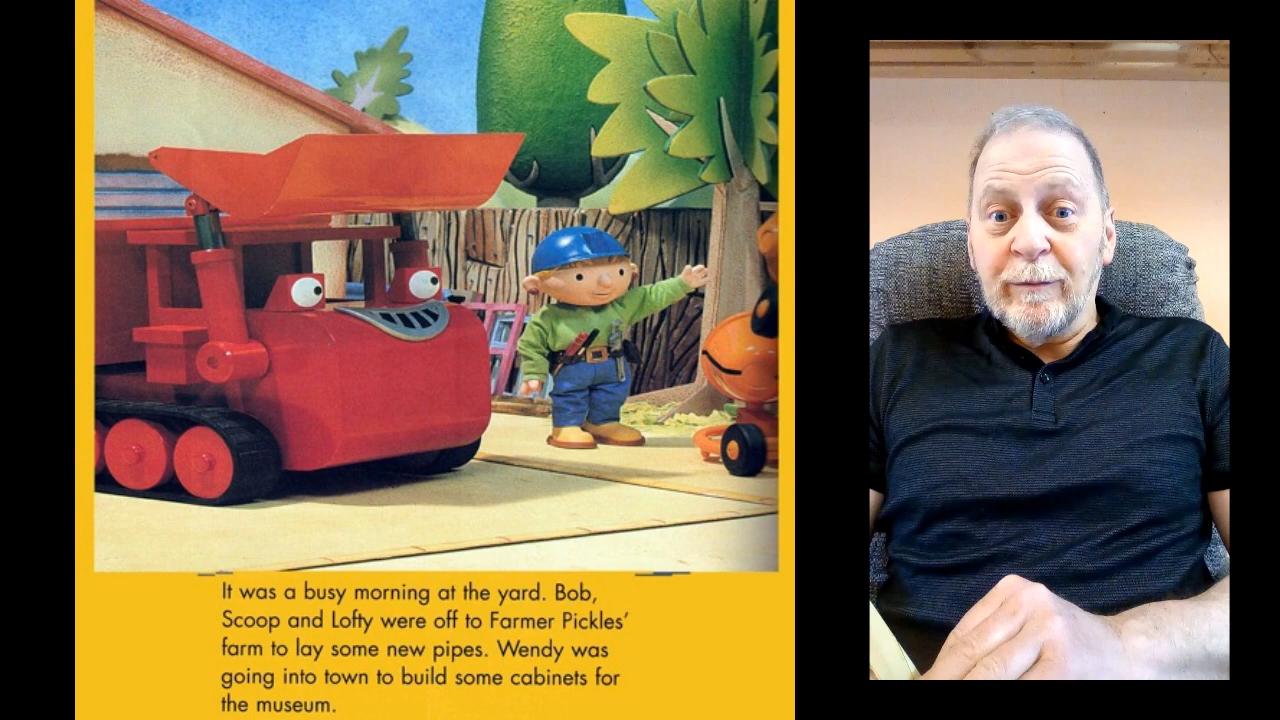 It was a busy morning at the yard. Bob,
Scoop and Lofty were off to Farmer Pickles’
farm to lay some new pipes. Wendy was
going into town to build some cabinets for
the museum.